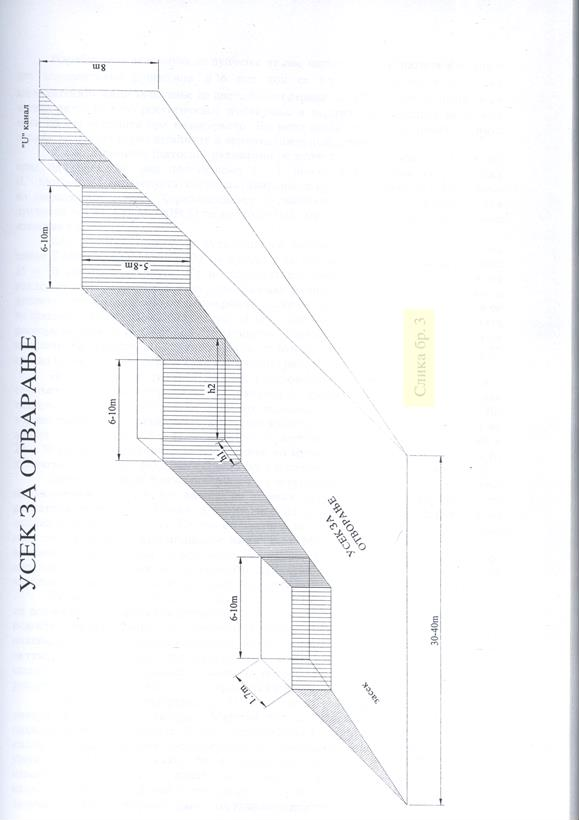 УСЕК ЗА ОТВАРАЊЕ
"U" канал
8m
6-10m
5-8m
6-10m
h2
h1
6-10m
1.7m
УСЕК ЗА
ОТВОРАЊЕ
засек
30-40m
Слика бр. 3